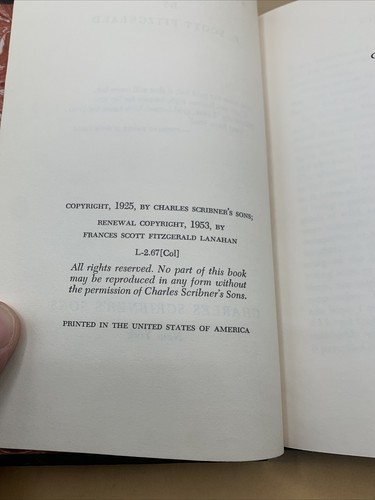 COPYRIGHT, 1925, BY CHARLES SCRIBNER'S SONS;
RENEWAL COPYRIGHT, 1953, BY
FRANCES SCOTT FITZGERALD LANAHAN
L-2.67[Col]
All rights reserved. No part of this book
may be reproduced in any form without
the permission of Charles Scribner's Sons.
PRINTED IN THE UNITED STATES OF AMERICA